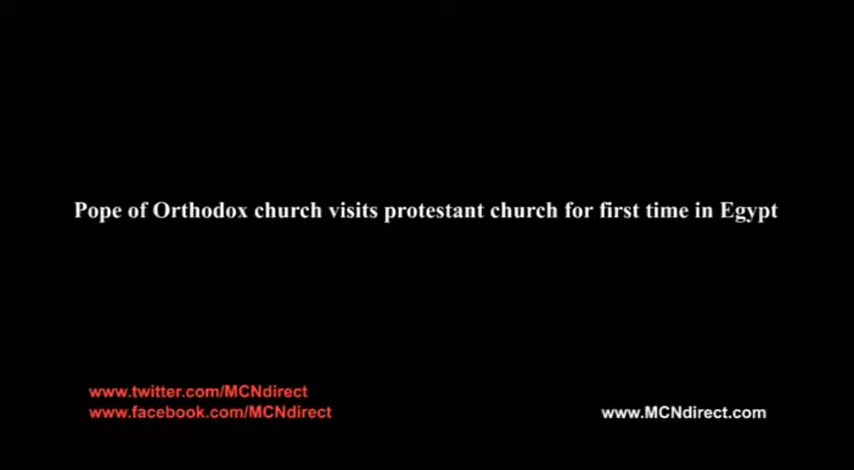 Pope of Orthodox church visits protestant church for first time in Egypt
www.twitter.com/MCNdirect
www.facebook.com/MCNdirect
www.MCNdirect.com